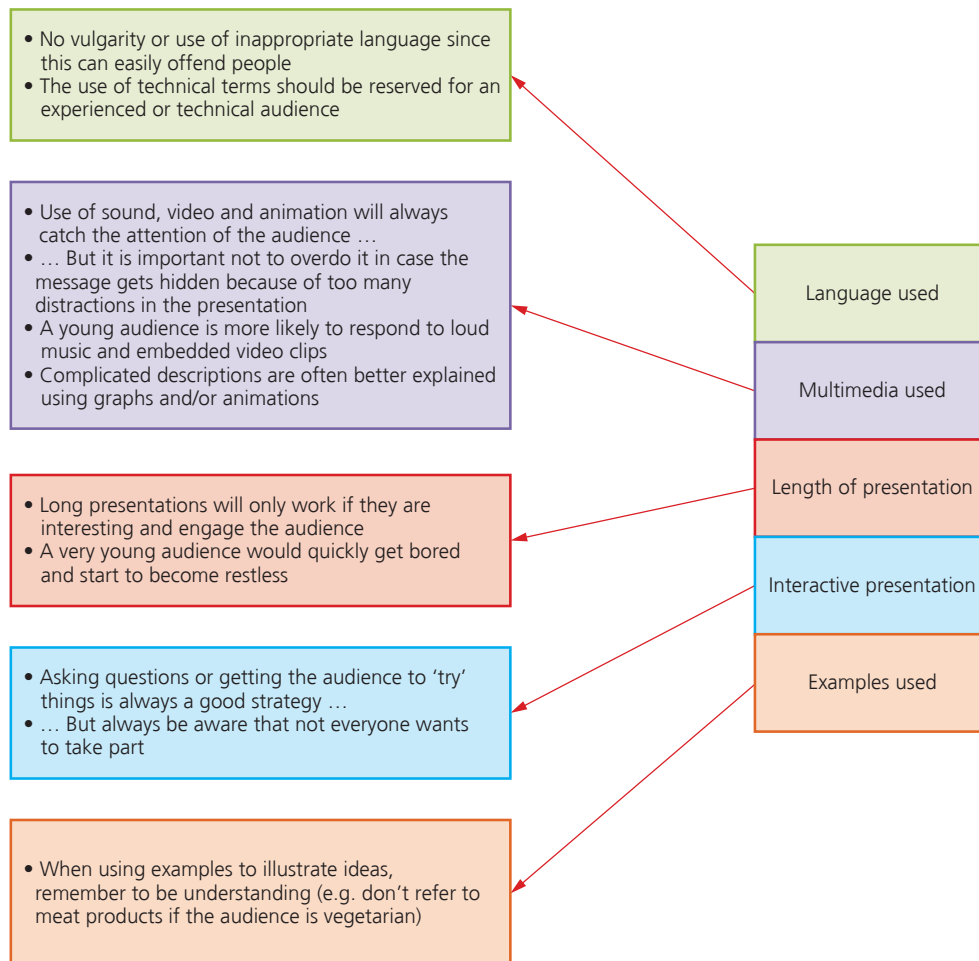 • No vulgarity or use of inappropriate language since
this can easily offend people
• The use of technical terms should be reserved for an
experienced or technical audience
• Use of sound, video and animation will always
catch the attention of the audience …
• … But it is important not to overdo it in case the
message gets hidden because of too many
distractions in the presentation
• A young audience is more likely to respond to loud
music and embedded video clips
• Complicated descriptions are often better explained
using graphs and/or animations
• Long presentations will only work if they are
interesting and engage the audience
• A very young audience would quickly get bored
and start to become restless
• Asking questions or getting the audience to ‘try’
things is always a good strategy …
• … But always be aware that not everyone wants
to take part
• When using examples to illustrate ideas,
remember to be understanding (e.g. don’t refer to
meat products if the audience is vegetarian)
Language used
Multimedia used
Length of presentation
Interactive presentation
Examples used